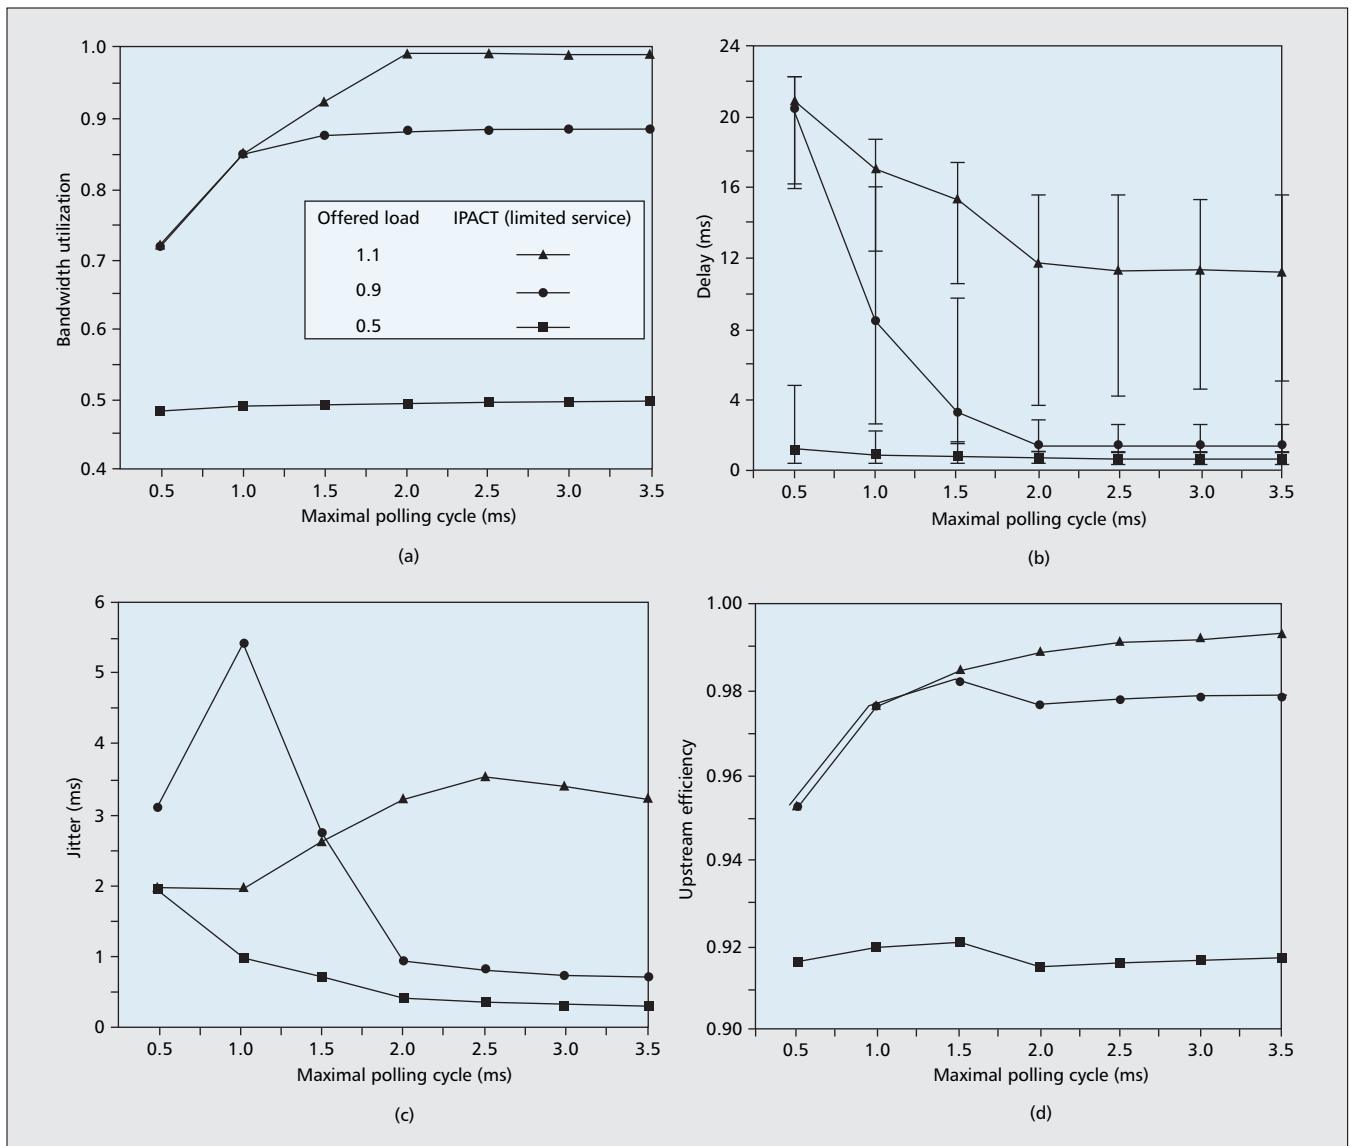 1.0
0.9
0.8
0.7
0.6
0.5
0.4
Bandwidth utilization
Offered load IPACT (limited service)
1.1
0.9
0.5
0.5 1.0 1.5 2.0 2.5 3.0 3.5
Maximal polling cycle (ms)
(a)
24
20
16
12
8
4
0
Delay (ms)
0.5 1.0 1.5 2.0 2.5 3.0 3.5
Maximal polling cycle (ms)
(b)
6
5
4
3
2
1
0
Jitter (ms)
0.5 1.0 1.5 2.0 2.5 3.0 3.5
Maximal polling cycle (ms)
(c)
1.00
0.98
0.96
0.94
0.92
0.90
Upstream efficiency
0.5 1.0 1.5 2.0 2.5 3.0 3.5
Maximal polling cycle (ms)
(d)